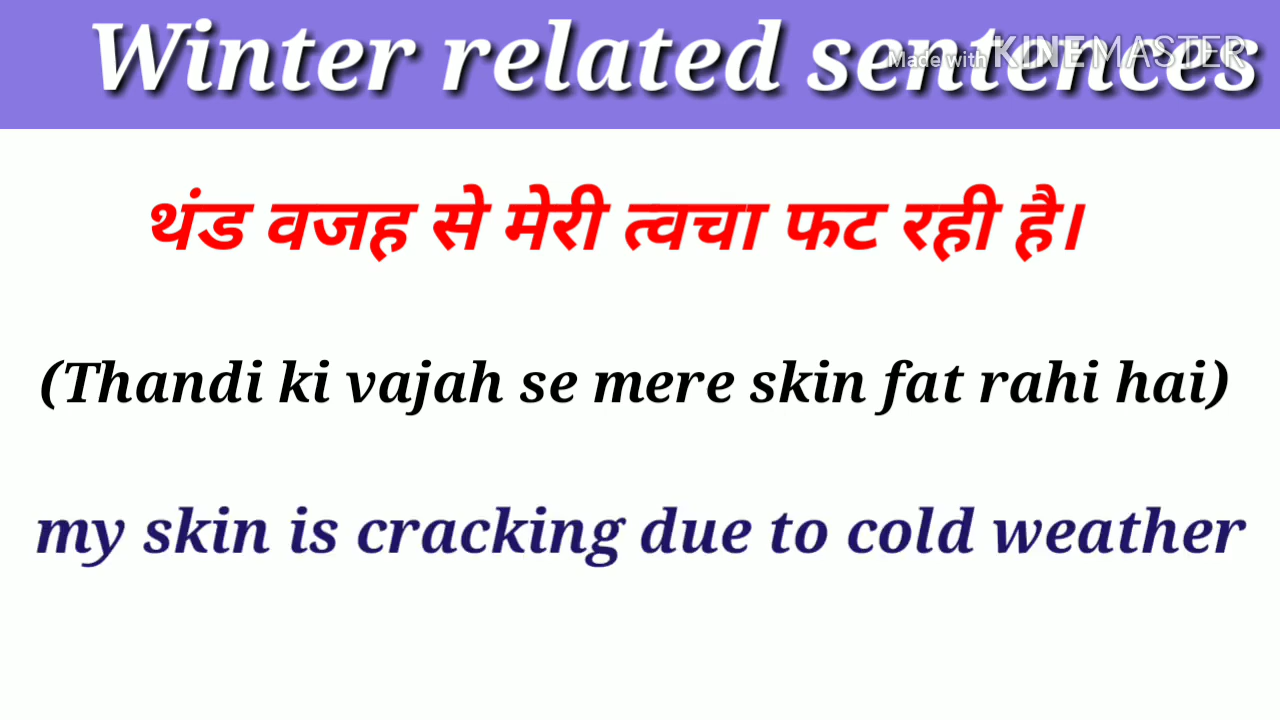 Winter related sentences
Made with KINEMASTER
थंड वजह से मेरी त्वचा फट रही है।
(Thandi ki vajah se mere skin fat rahi hai)
my skin is cracking due to cold weather